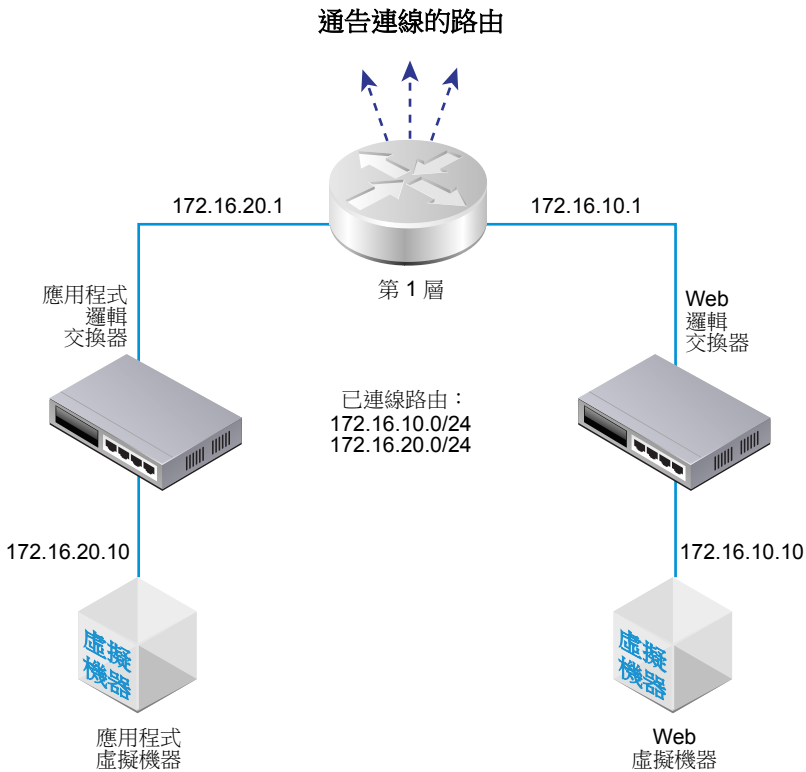 通告連線的路由
172.16.20.1
172.16.10.1
第 1 層
應用程式
邏輯
交換器
Web
邏輯
交換器
已連線路由：
172.16.10.0/24
172.16.20.0/24
172.16.20.10
172.16.10.10
虛擬
機器
虛擬
機器
應用程式
虛擬機器
Web
虛擬機器